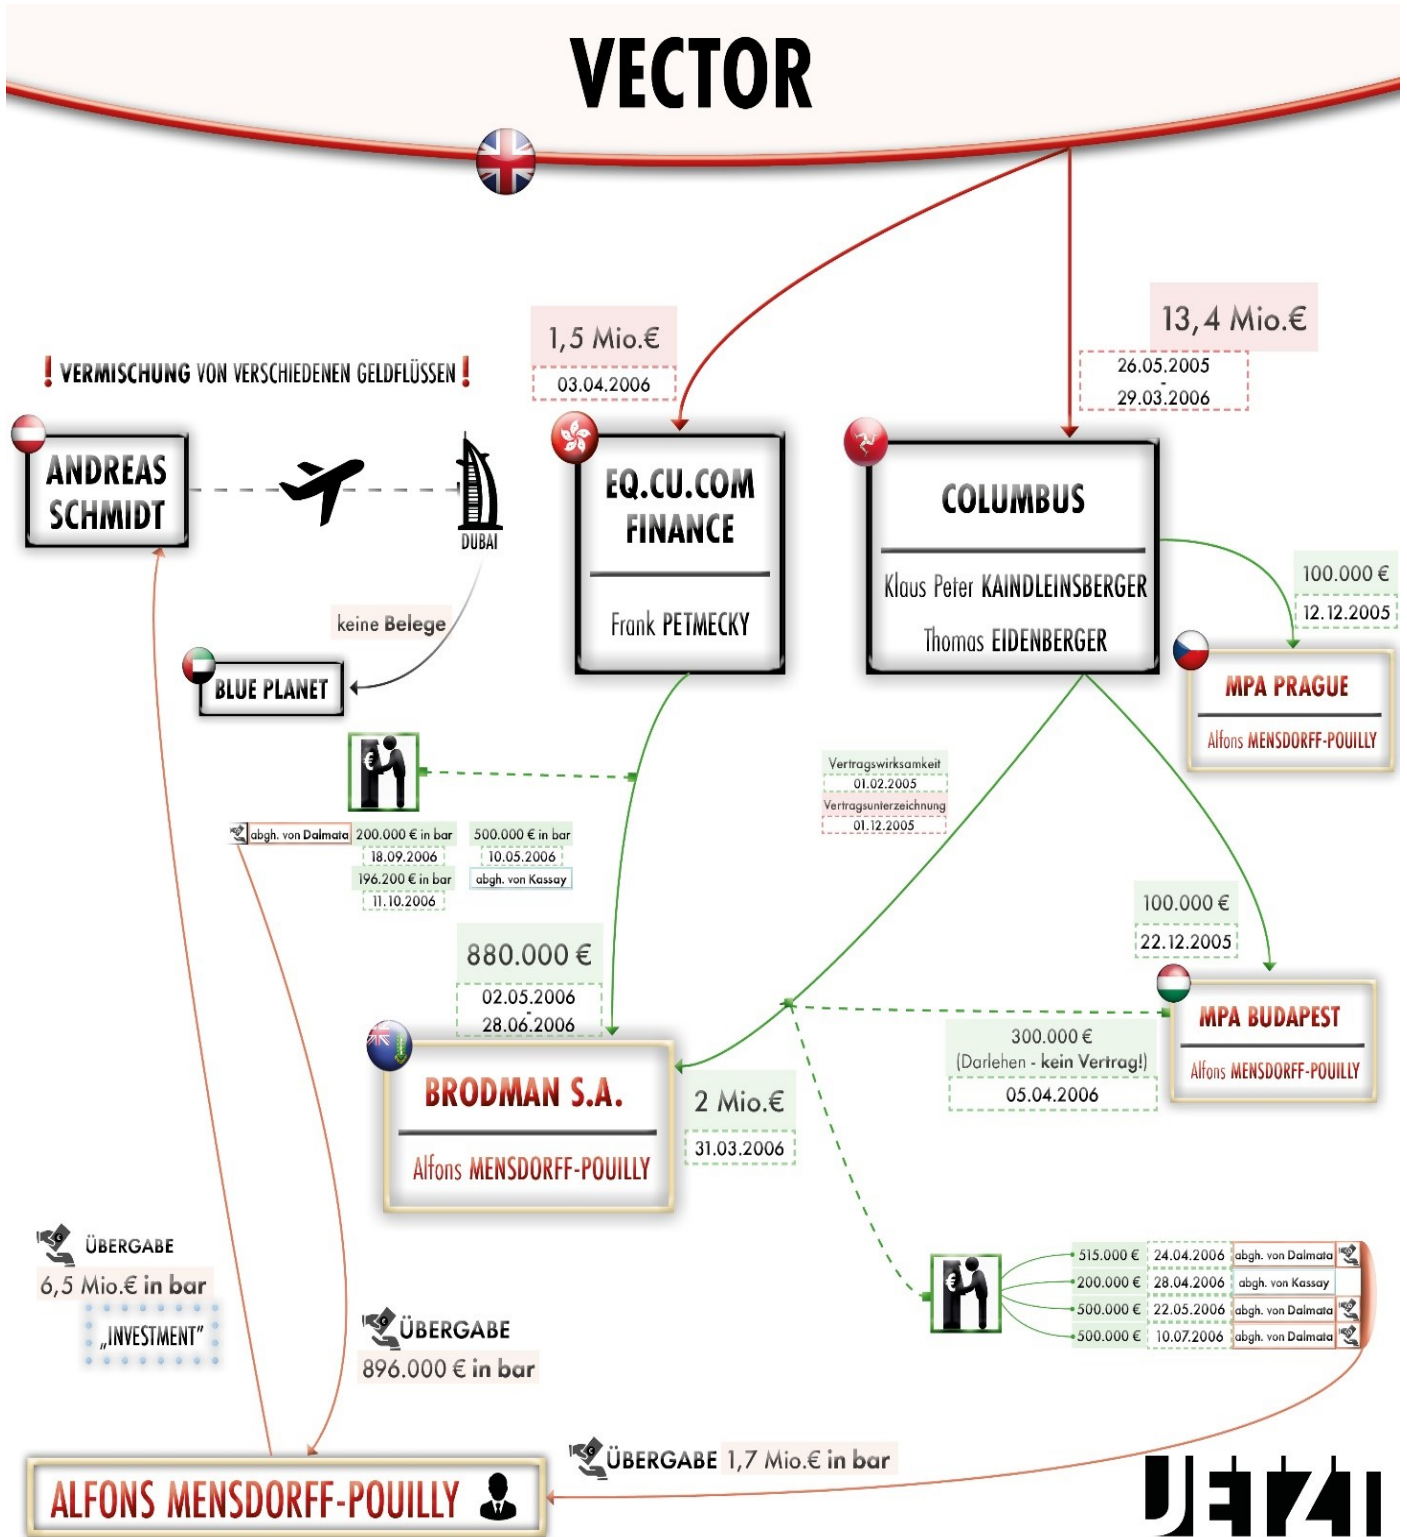 VECTOR
1,5 Mio.€
03.04.2006
13,4 Mio.€
26.05.2005
-
29.03.2006
! VERMISCHUNG VON VERSCHIEDENEN GELDFLÜSSEN !
ANDREAS
SCHMIDT
DUBAI
keine Belege
BLUE PLANET
EQ.CU.COM
FINANCE
Frank PETMECKY
COLUMBUS
Klaus Peter KAINDLEINSBERGER
Thomas EIDENBERGER
100.000 €
12.12.2005
MPA PRAGUE
Alfons MENSDORFF-POUILLY
€
abgh. von Dalmata
200.000 € in bar
18.09.2006
196.200 € in bar
11.10.2006
500.000 € in bar
10.05.2006
abgh. von Kassay
Vertragswirksamkeit
01.02.2005
Vertragsunterzeichnung
01.12.2005
880.000 €
02.05.2006
-
28.06.2006
100.000 €
22.12.2005
MPA BUDAPEST
Alfons MENSDORFF-POUILLY
300.000 €
(Darlehen - kein Vertrag!)
05.04.2006
BRODMAN S.A.
Alfons MENSDORFF-POUILLY
2 Mio.€
31.03.2006
ÜBERGABE
6,5 Mio.€ in bar
„INVESTMENT"
ÜBERGABE
896.000 € in bar
€
515.000 € 24.04.2006 abgh. von Dalmata
200.000 € 28.04.2006 abgh. von Kassay
500.000 € 22.05.2006 abgh. von Dalmata
500.000 € 10.07.2006 abgh. von Dalmata
ÜBERGABE 1,7 Mio.€ in bar
ALFONS MENSDORFF-POUILLY
JETZT